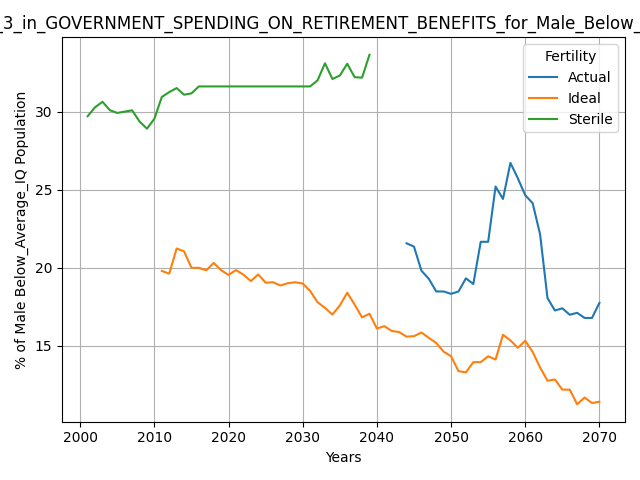 _3_in_GOVERNMENT_SPENDING_ON_RETIREMENT_BENEFITS_for_Male_Below_
Fertility
Actual
Ideal
Sterile
% of Male Below_Average_IQ Population
30
25
20
15
2000 2010 2020 2030 2040 2050 2060 2070
Years